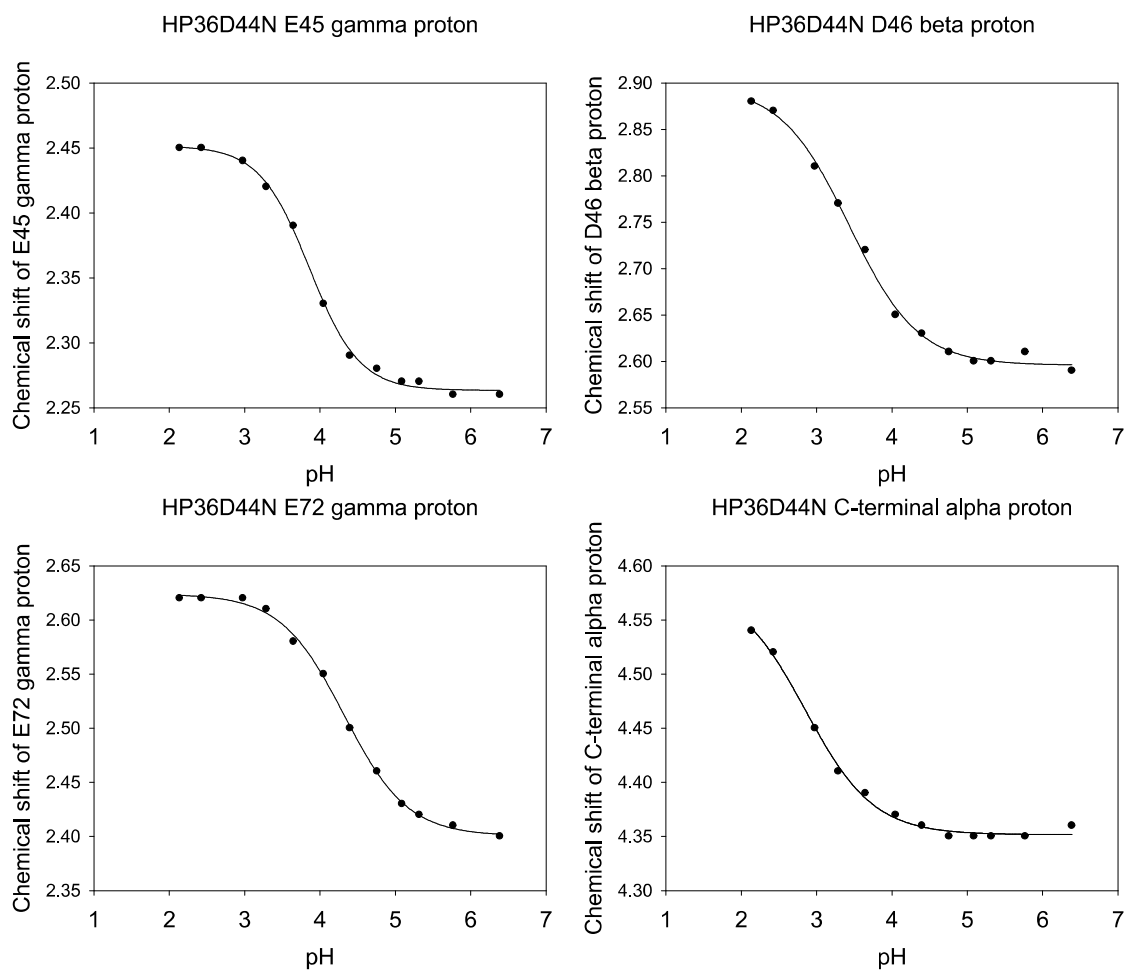 HP36D44N E45 gamma proton
Chemical shift of E45 gamma proton
2.50
2.45
2.40
2.35
2.30
2.25
1 2 3 4 5 6 7
pH
HP36D44N D46 beta proton
Chemical shift of D46 beta proton
2.90
2.85
2.80
2.75
2.70
2.65
2.60
2.55
1 2 3 4 5 6 7
pH
HP36D44N E72 gamma proton
Chemical shift of E72 gamma proton
2.65
2.60
2.55
2.50
2.45
2.40
2.35
1 2 3 4 5 6 7
pH
HP36D44N C-terminal alpha proton
Chemical shift of C-terminal alpha proton
4.60
4.55
4.50
4.45
4.40
4.35
4.30
1 2 3 4 5 6 7
pH